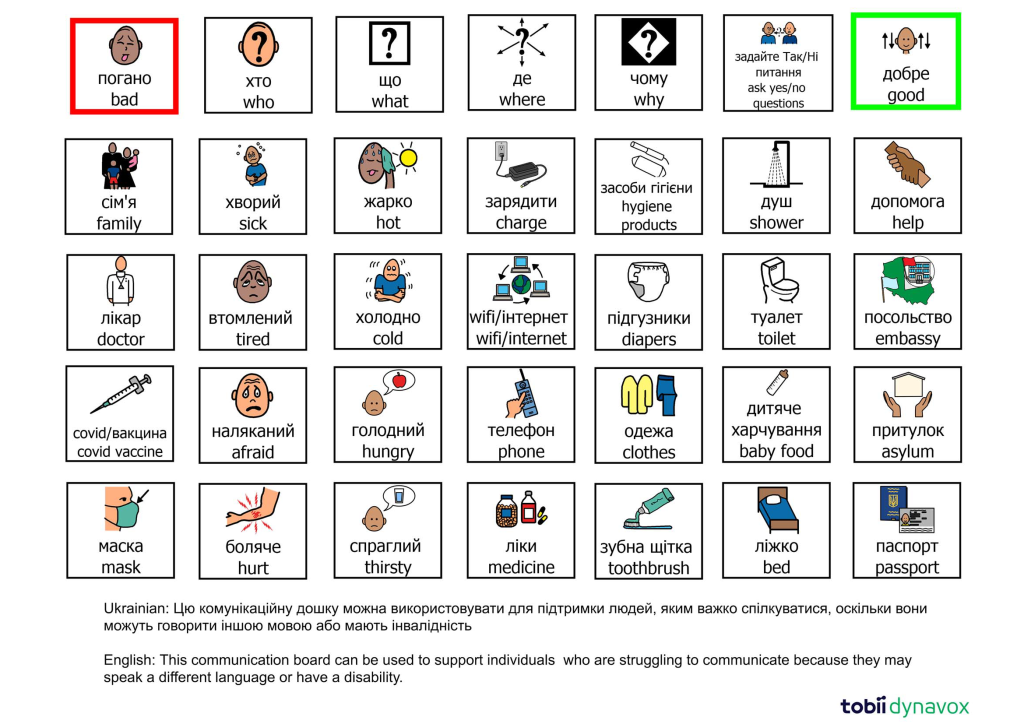 погано
bad
хто
who
що
what
де
where
чому
why
задайте Так/Ні
питання
ask yes/no
questions
добре
good
сім'я
family
хворий
sick
жарко
hot
зарядити
charge
засоби гігієни
hygiene
products
душ
shower
допомога
help
лікар
doctor
втомлений
tired
холодно
cold
wifi/інтернет
wifi/internet
підгузники
diapers
туалет
toilet
посольство
embassy
covid/вакцина
covid vaccine
наляканий
afraid
голодний
hungry
телефон
phone
одежа
clothes
дитяче
харчування
baby food
притулок
asylum
маска
mask
боляче
hurt
спраглий
thirsty
ліки
medicine
зубна щітка
toothbrush
ліжко
bed
паспорт
passport
Ukrainian: Цю комунікаційну дошку можна використовувати для підтримки людей, яким важко спілкуватися, оскільки вони
можуть говорити іншою мовою або мають інвалідність
English: This communication board can be used to support individuals who are struggling to communicate because they may
speak a different language or have a disability.
tobii dynavox